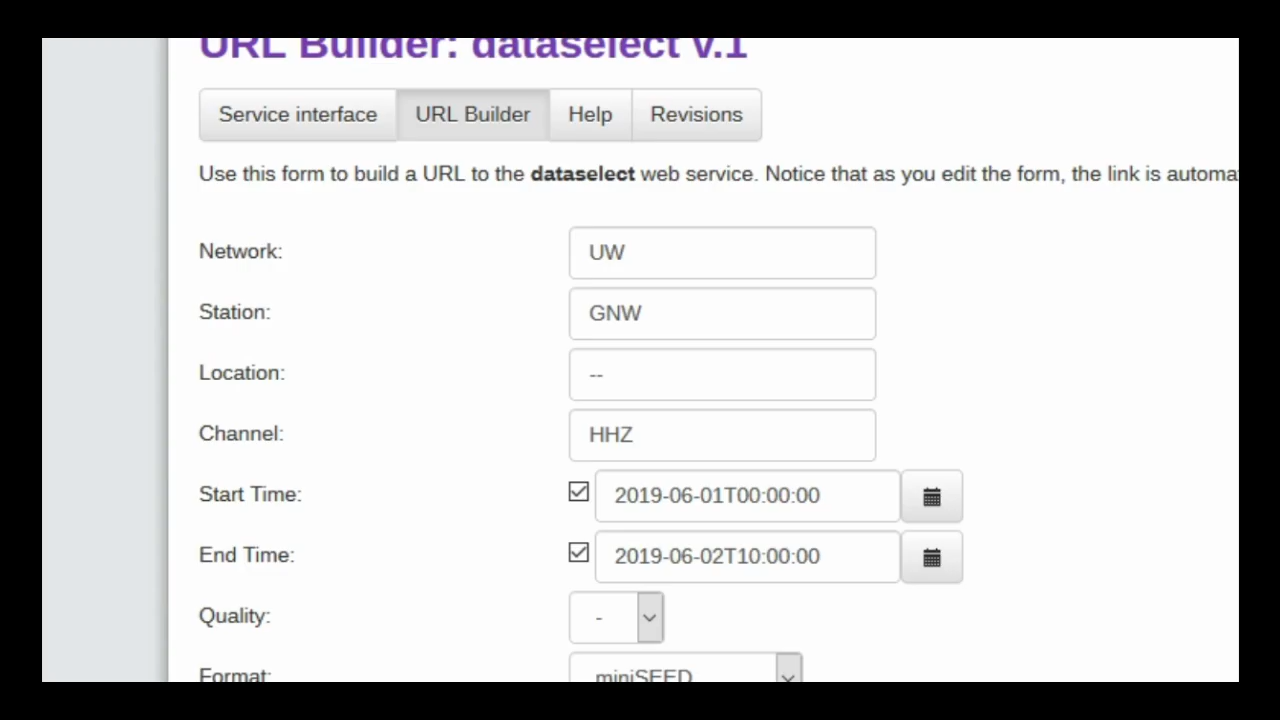 URL Builder: dataselect v.1
Service interface URL Builder Help Revisions
Use this form to build a URL to the dataselect web service. Notice that as you edit the form, the link is automa
Network: UW
Station: GNW
Location: --
Channel: HHZ
Start Time: 2019-06-01T00:00:00
End Time: 2019-06-02T10:00:00
Quality: -
Format: miniSEED